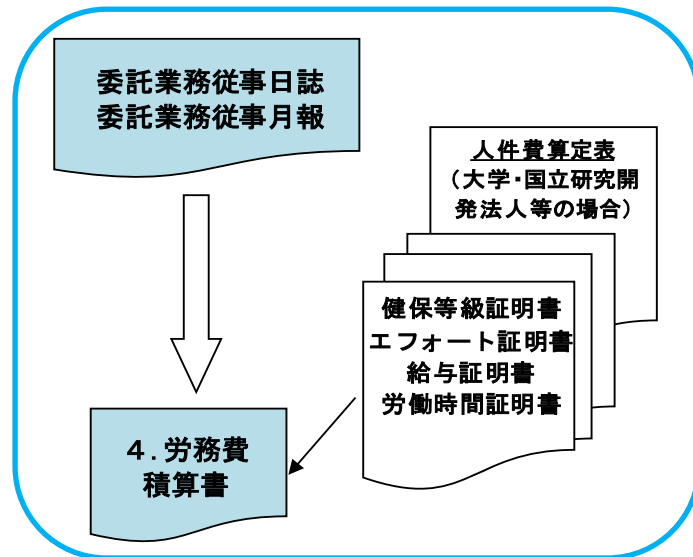 委託業務従事日誌
委託業務従事月報
人件費算定表
（大学・国立研究開
発法人等の場合）
健保等級証明書
エフォート証明書
給与証明書
労働時間証明書
４．労務費
積算書